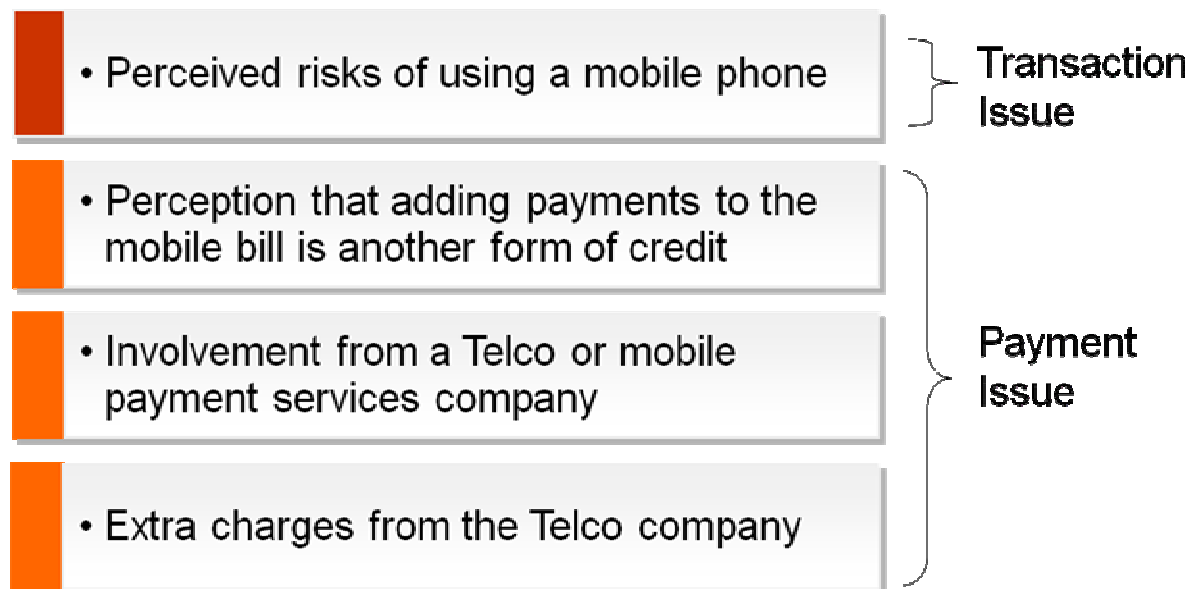 • Perceived risks of using a mobile phone
Transaction
Issue
• Perception that adding payments to the
mobile bill is another form of credit
• Involvement from a Telco or mobile
payment services company
• Extra charges from the Telco company
Payment
Issue